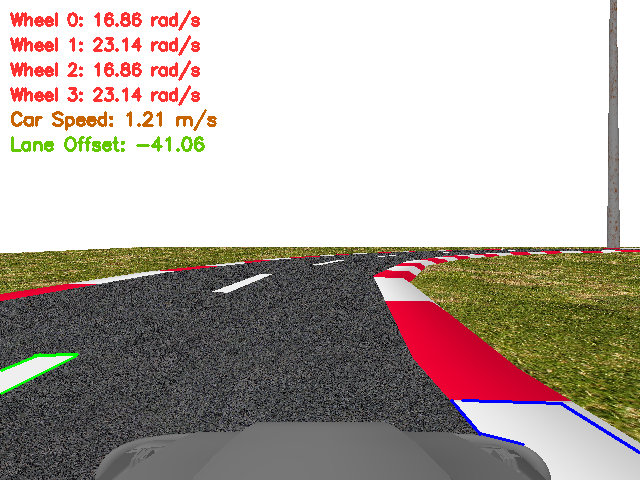 Wheel 0: 16.86 rad/s
Wheel 1: 23.14 rad/s
Wheel 2: 16.86 rad/s
Wheel 3: 23.14 rad/s
Car Speed: 1.21 m/s
Lane Offset: -41.06